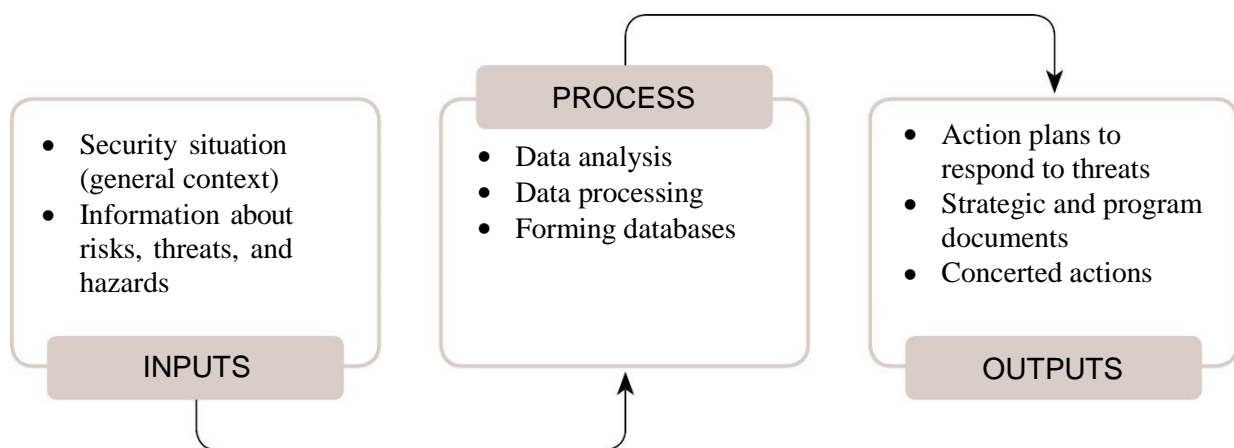 • Security situation
(general context)
• Information about
risks, threats, and
hazards
INPUTS
PROCESS
• Data analysis
• Data processing
• Forming databases
• Action plans to
respond to threats
• Strategic and program
documents
• Concerted actions
OUTPUTS